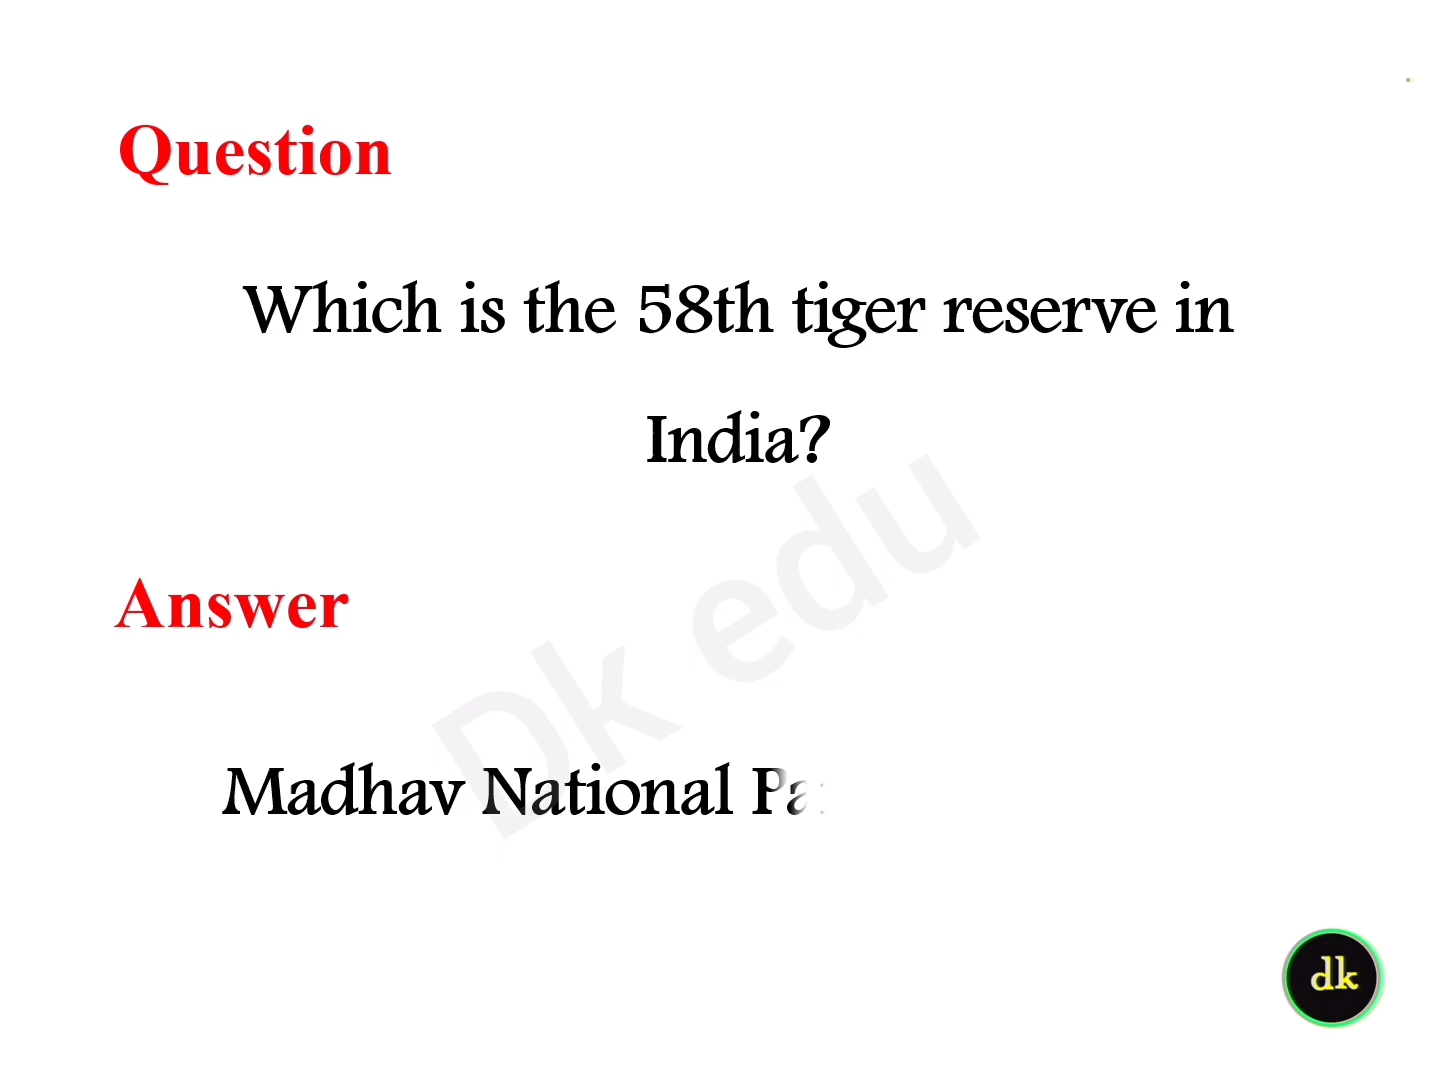 Question
Which is the 58th tiger reserve in
India?
Answer
Dk edu
Madhav National
dk